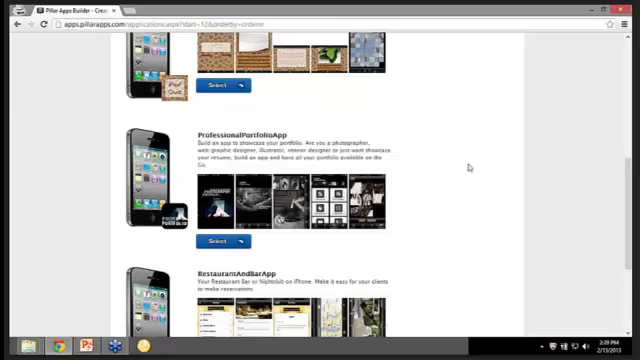 Pillar Apps Builder - Crea
apps.pillarapps.com/applications.aspx?start=12&orderby=ordernr
Select
ProfessionalPortfolioApp
Build an app to showcase your portfolio. Are you a photographer,
web/graphic designer, illustrator, interior designer or just want showcase
your resume, build an app and have all your portfolio available on the
Go.
Select
RestaurantAndBarApp
Your Restaurant Bar or Nightclub on iPhone. Make it easy for your clients
to make reservations.
2:39 PM
2/13/2013